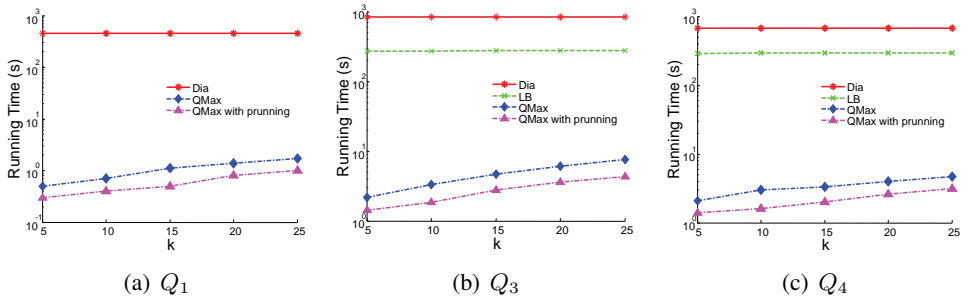 10^3
10^2
10^1
10^0
10^-1
Running Time (s)
Dia
QMax
QMax with prunning
5 10 15 20 25
k
(a) Q_1
10^3
10^2
10^1
10^0
Running Time (s)
Dia
LB
QMax
QMax with prunning
5 10 15 20 25
k
(b) Q_3
10^3
10^2
10^1
10^0
Running Time (s)
Dia
LB
QMax
QMax with prunning
5 10 15 20 25
k
(c) Q_4